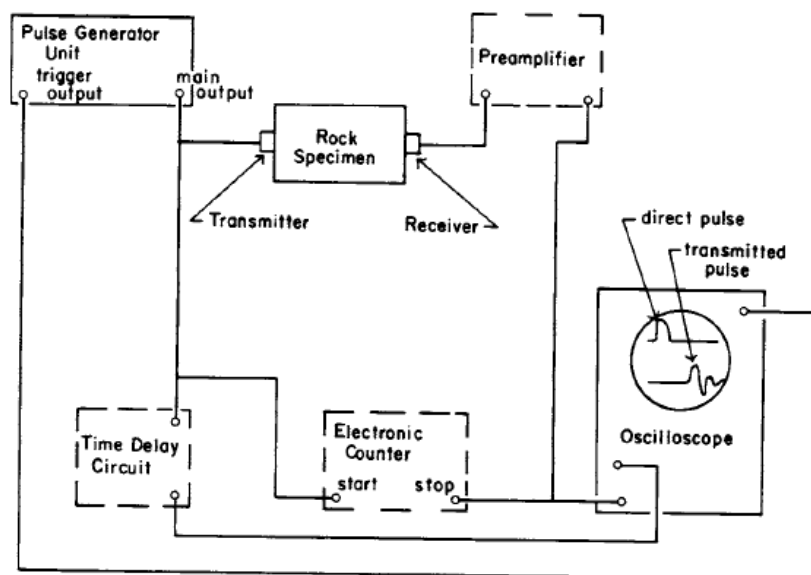 Pulse Generator
Unit
trigger
output
main
output
Preamplifier
Rock
Specimen
Transmitter
Receiver
direct pulse
transmitted
pulse
Time Delay
Circuit
Electronic
Counter
start
stop
Oscilloscope